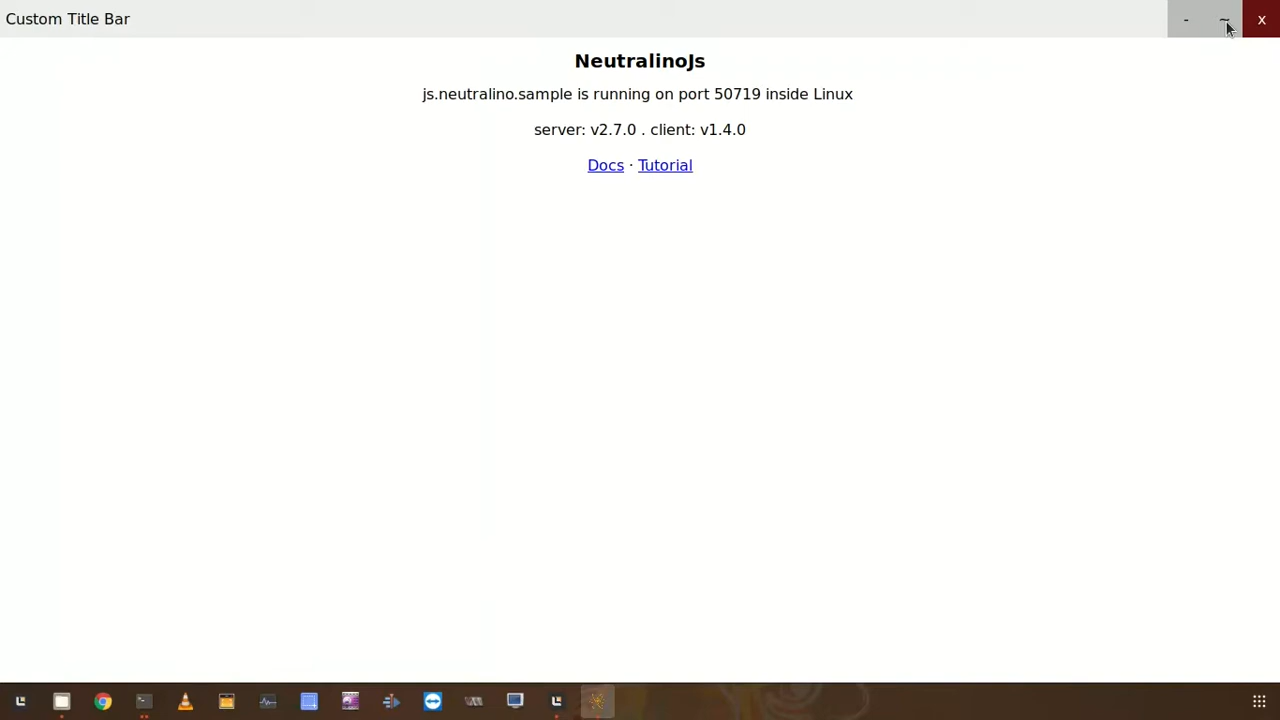 Custom Title Bar
- ~ x
NeutralinoJs
js.neutralino.sample is running on port 50719 inside Linux
server: v2.7.0 . client: v1.4.0
Docs · Tutorial